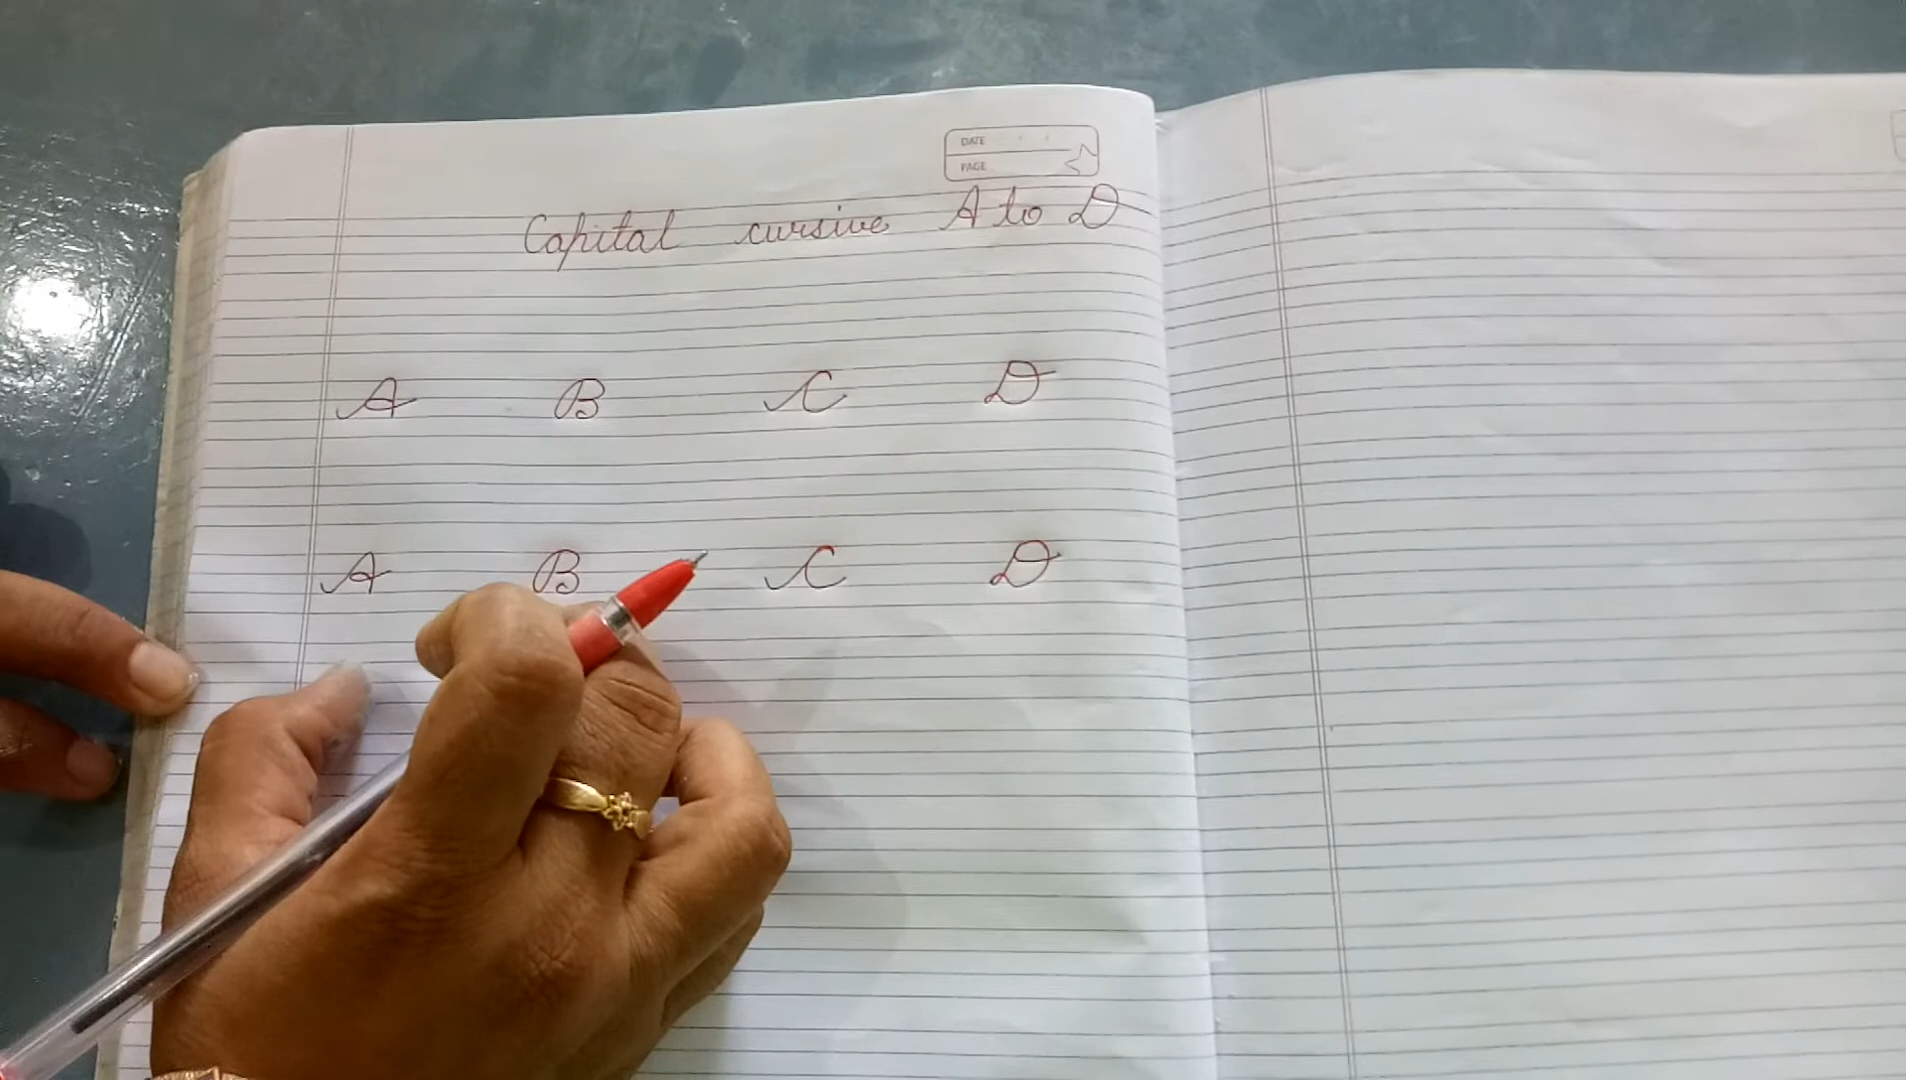 DATE
PAGE
Capital cursive A to D
A B C D
A B C D